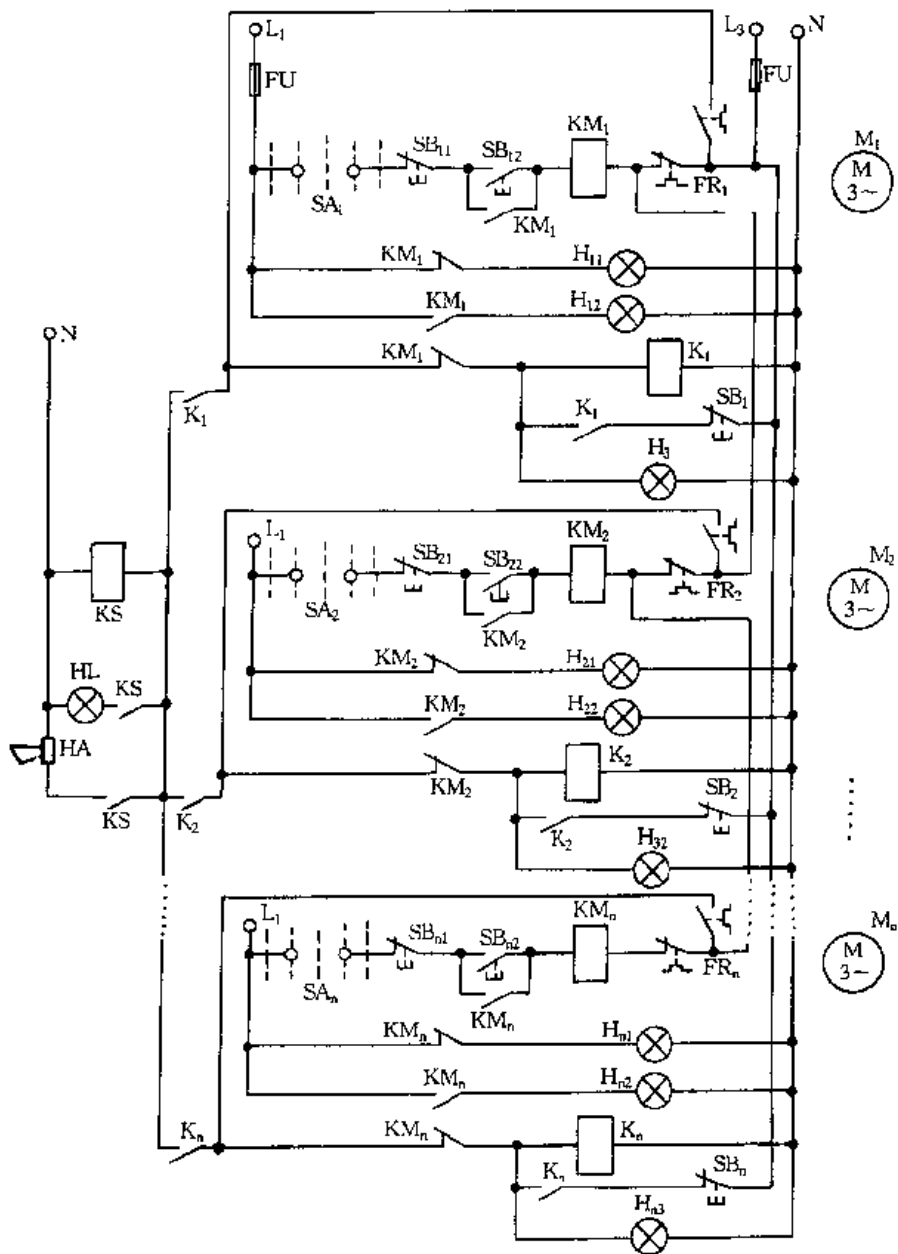 L₁ L₃ N
FU FU
KM₁ M₁
SB₁₁ SB₁₂ M
3~
SA₁ FR₁
KM₁
KM₁ H₁₁
KM₁ H₁₂
N
KM₁ K₁
K₁ K₁ SB₁
H₃
L₁ KM₂ M₂
SB₂₁ SB₂₂ M
3~
SA₂ FR₂
KS KM₂
KM₂ H₂₁
HL KS
KM₂ H₂₂
HA
KM₂ K₂
KS K₂ SB₂
K₂
H₃₂
L₁ KMₙ Mₙ
SBₙ₁ SBₙ₂ M
3~
SAₙ FRₙ
KMₙ
KMₙ Hₙ₁
KMₙ Hₙ₂
Kₙ KMₙ Kₙ
Kₙ SBₙ
Hₙ₃